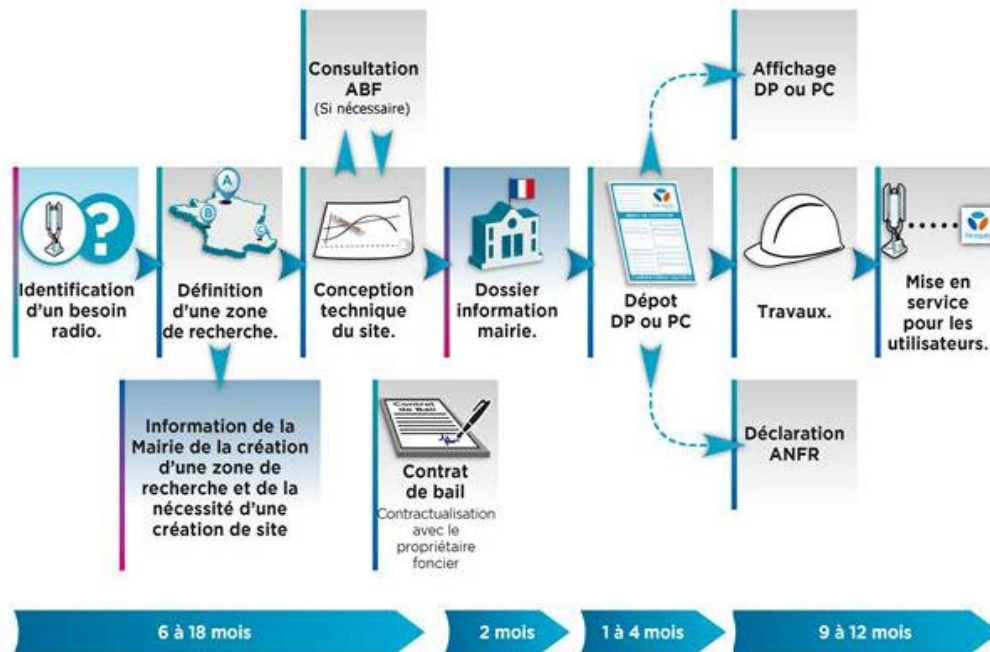 Consultation
ABF
(Si nécessaire)
Affichage
DP ou PC
A
B
C
Identification
d'un besoin
radio.
Définition
d'une zone
de recherche.
Conception
technique
du site.
Dossier
information
mairie.
Dépot
DP ou PC
Travaux.
Mise en
service
pour les
utilisateurs.
Information de la
Mairie de la création
d'une zone de
recherche et de la
nécessité d'une
création de site
Contrat
de Bail
Contrat
de bail
Contractualisation
avec le
propriétaire
foncier
Déclaration
ANFR
6 à 18 mois
2 mois
1 à 4 mois
9 à 12 mois